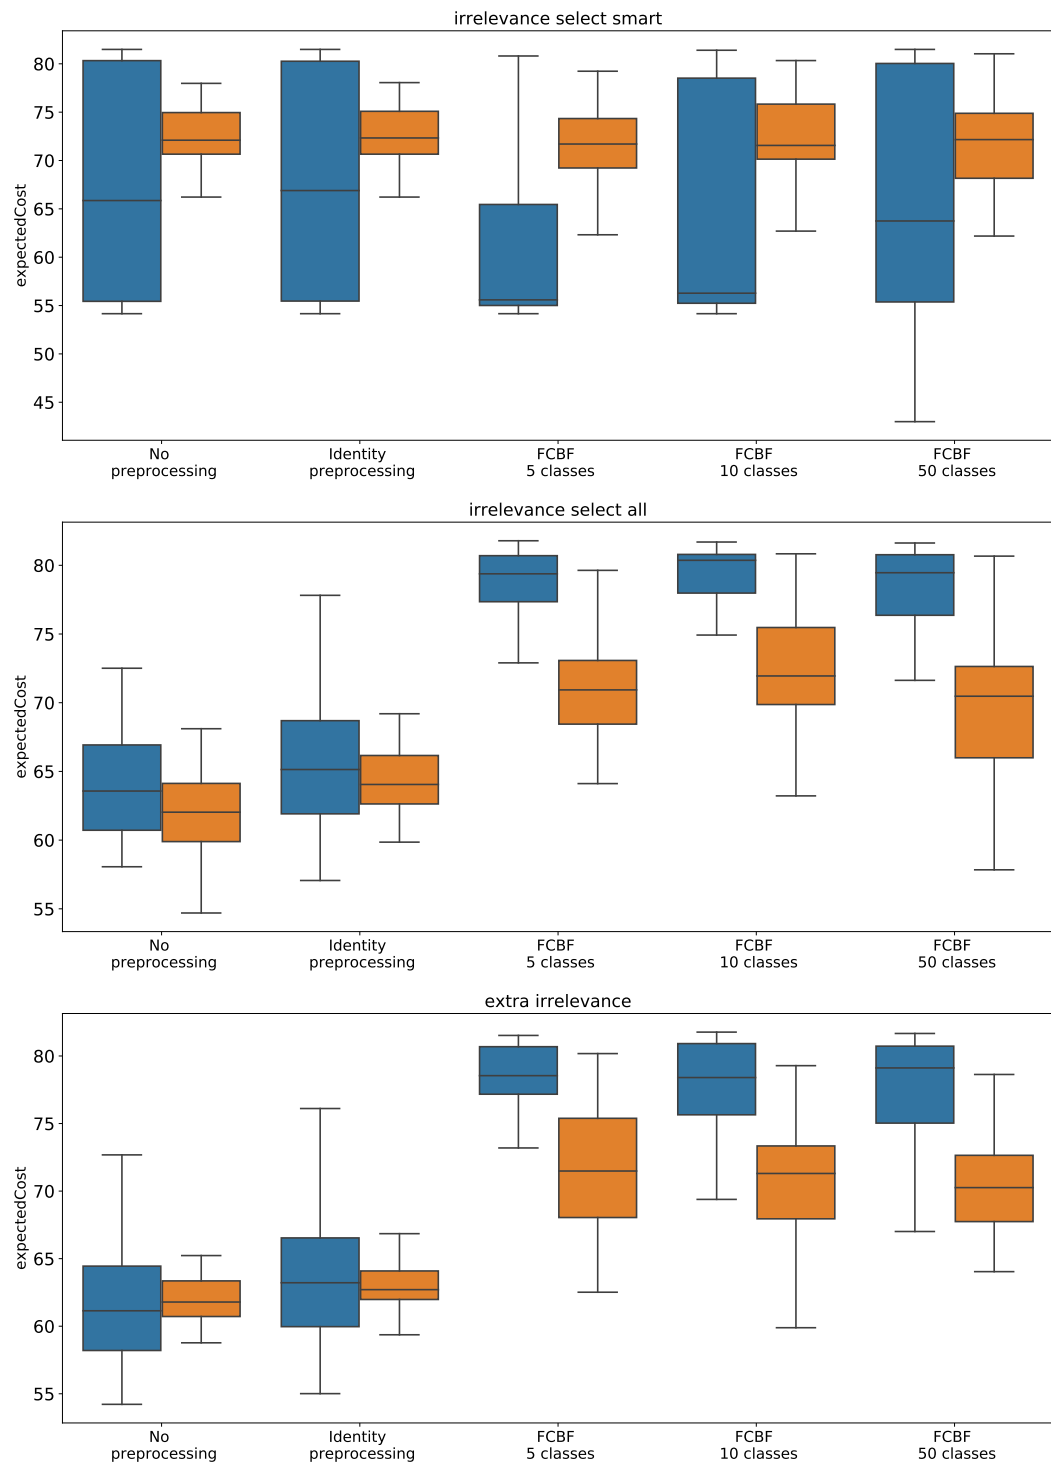 irrelevance select smart
expectedCost
80
75
70
65
60
55
50
45
No
preprocessing
Identity
preprocessing
FCBF
5 classes
FCBF
10 classes
FCBF
50 classes
irrelevance select all
expectedCost
80
75
70
65
60
55
No
preprocessing
Identity
preprocessing
FCBF
5 classes
FCBF
10 classes
FCBF
50 classes
extra irrelevance
expectedCost
80
75
70
65
60
55
No
preprocessing
Identity
preprocessing
FCBF
5 classes
FCBF
10 classes
FCBF
50 classes